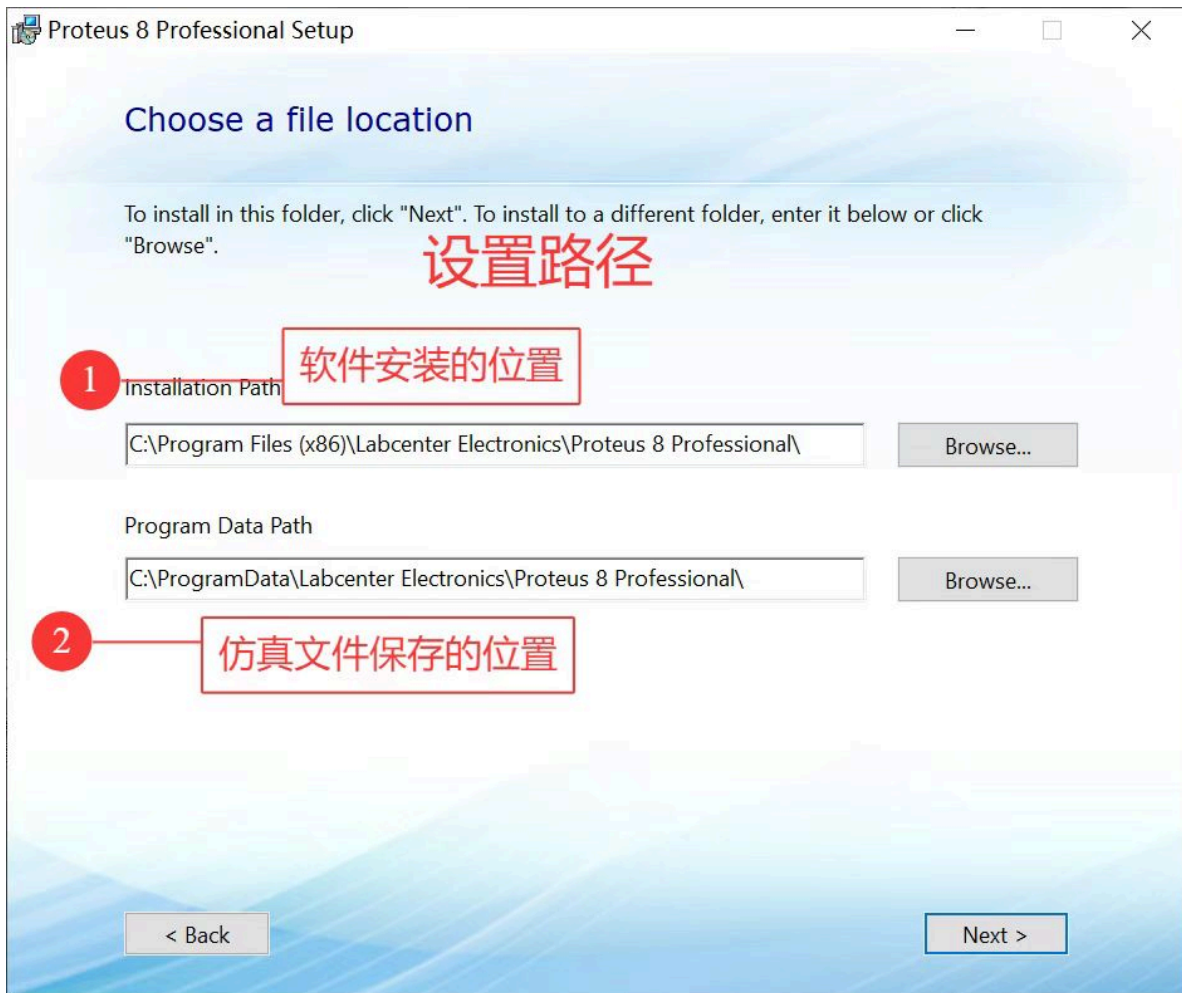 Proteus 8 Professional Setup
Choose a file location
To install in this folder, click "Next". To install to a different folder, enter it below or click
"Browse".
设置路径
1
软件安装的位置
Installation Path
C:\Program Files (x86)\Labcenter Electronics\Proteus 8 Professional\
Browse...
Program Data Path
C:\ProgramData\Labcenter Electronics\Proteus 8 Professional\
Browse...
2
仿真文件保存的位置
< Back
Next >